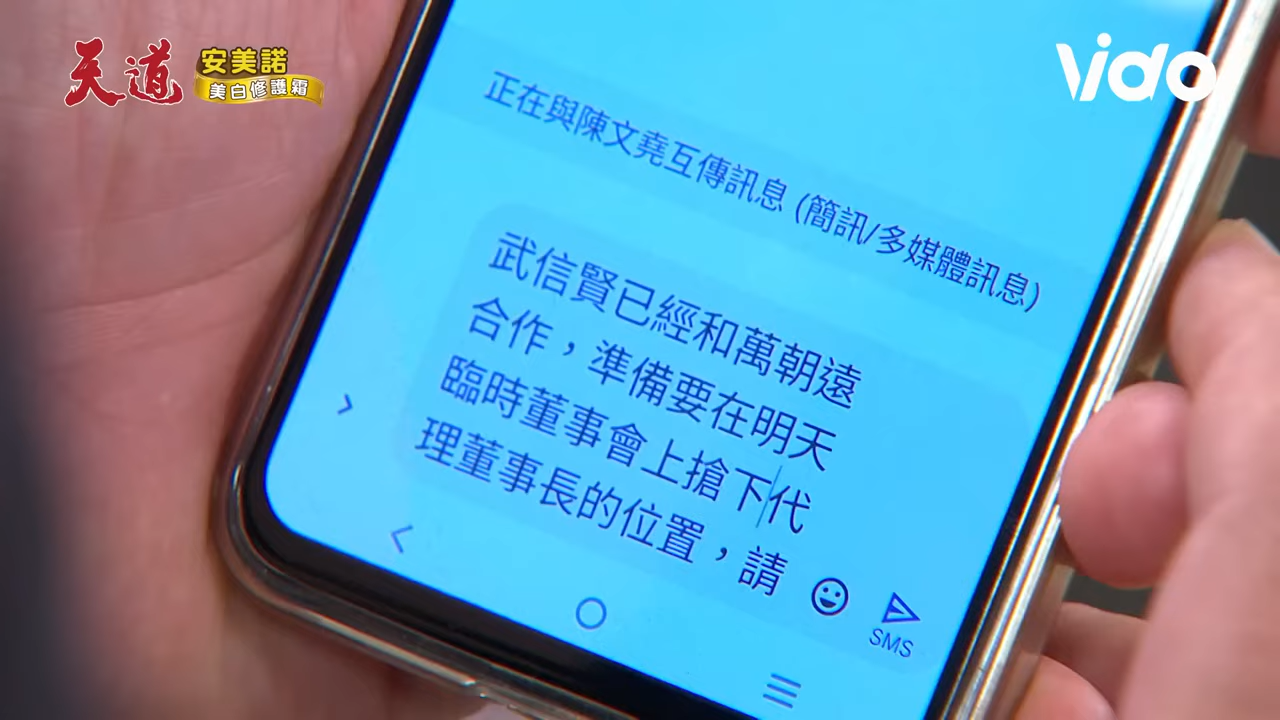 天道
安美諾
美白修護霜
Vido
正在與陳文堯互傳訊息 (簡訊/多媒體訊息)
武信賢已經和萬朝遠
合作，準備要在明天
臨時董事會上搶下代
理董事長的位置，請
SMS